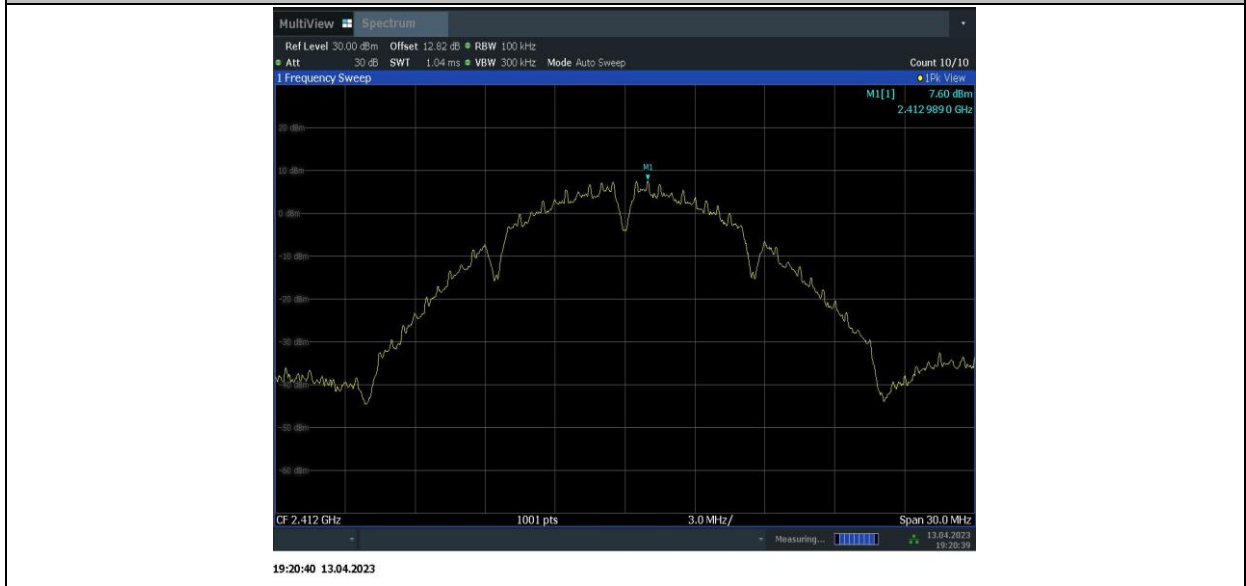 MultiView Spectrum
Ref Level 30.00 dBm Offset 12.82 dB RBW 100 kHz
Att 30 dB SWT 1.04 ms VBW 300 kHz Mode Auto Sweep Count 10/10
1 Frequency Sweep 1Pk View
M1[1] 7.60 dBm
2.412 989 0 GHz
20 dBm
10 dBm
M1
0 dBm
-10 dBm
-20 dBm
-30 dBm
-40 dBm
-50 dBm
-60 dBm
CF 2.412 GHz 1001 pts 3.0 MHz/ Span 30.0 MHz
Measuring... 13.04.2023
19:20:39
19:20:40 13.04.2023